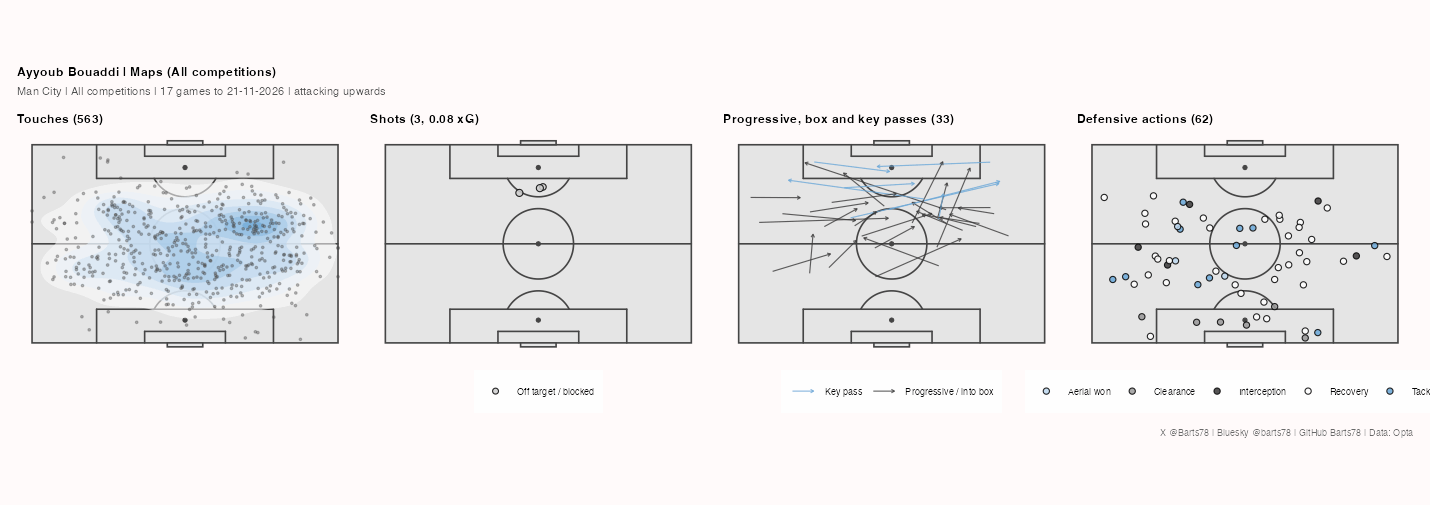 Ayyoub Bouaddi | Maps (All competitions)
Man City | All competitions | 17 games to 21-11-2026 | attacking upwards
Touches (563)
Shots (3, 0.08 xG)
Progressive, box and key passes (33)
Defensive actions (62)
Off target / blocked
Key pass
Progressive / into box
Aerial won
Clearance
Interception
Recovery
Tack
X @Barts78 | Bluesky @barts78 | GitHub Barts78 | Data: Opta